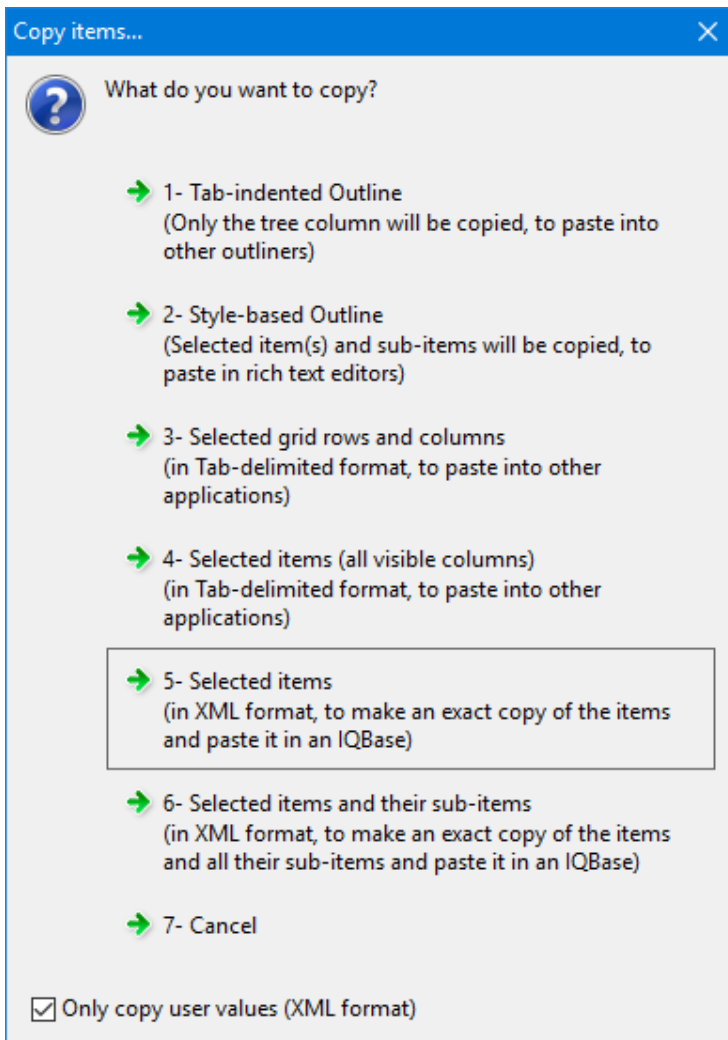 Copy items...
What do you want to copy?
1- Tab-indented Outline
(Only the tree column will be copied, to paste into
other outliners)
2- Style-based Outline
(Selected item(s) and sub-items will be copied, to
paste in rich text editors)
3- Selected grid rows and columns
(in Tab-delimited format, to paste into other
applications)
4- Selected items (all visible columns)
(in Tab-delimited format, to paste into other
applications)
5- Selected items
(in XML format, to make an exact copy of the items
and paste it in an IQBase)
6- Selected items and their sub-items
(in XML format, to make an exact copy of the items
and all their sub-items and paste it in an IQBase)
7- Cancel
Only copy user values (XML format)